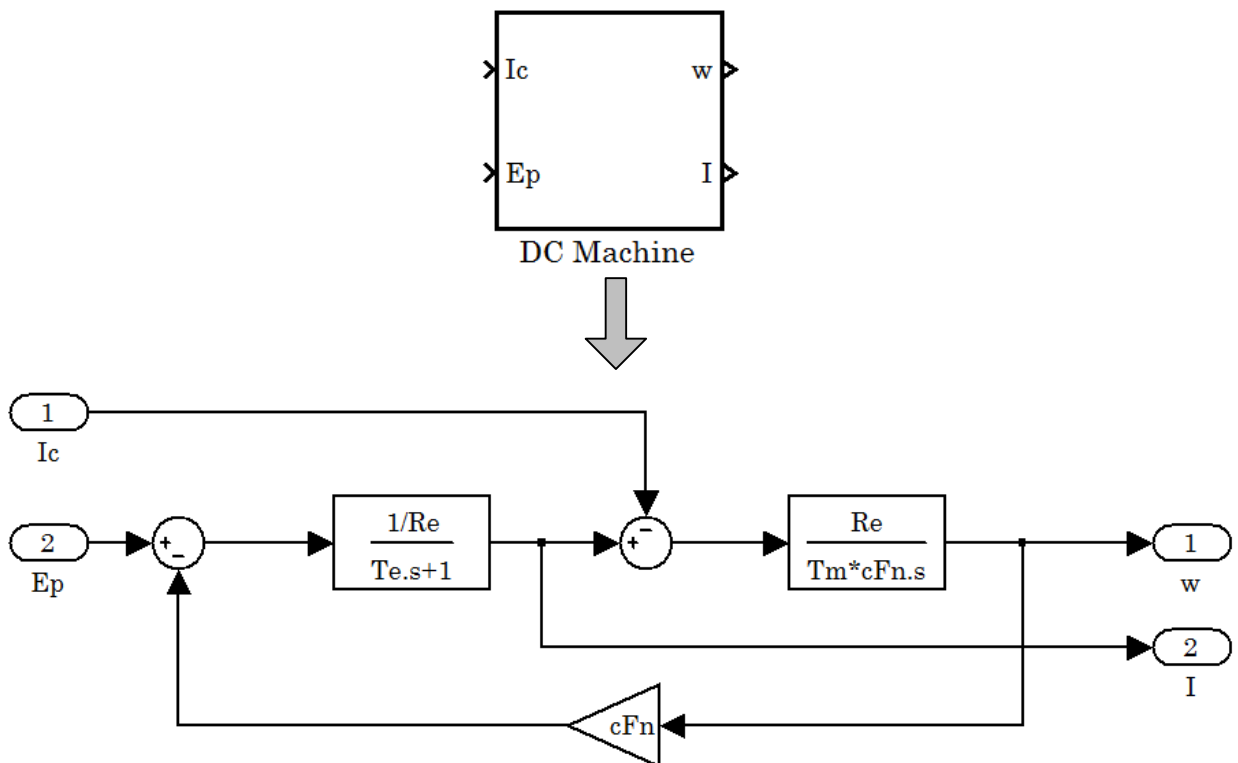 Ic
w
Ep
I
DC Machine
1
Ic
2
Ep
+
−
1/Re
Te.s+1
−
+
Re
Tm*cFn.s
1
w
2
I
cFn